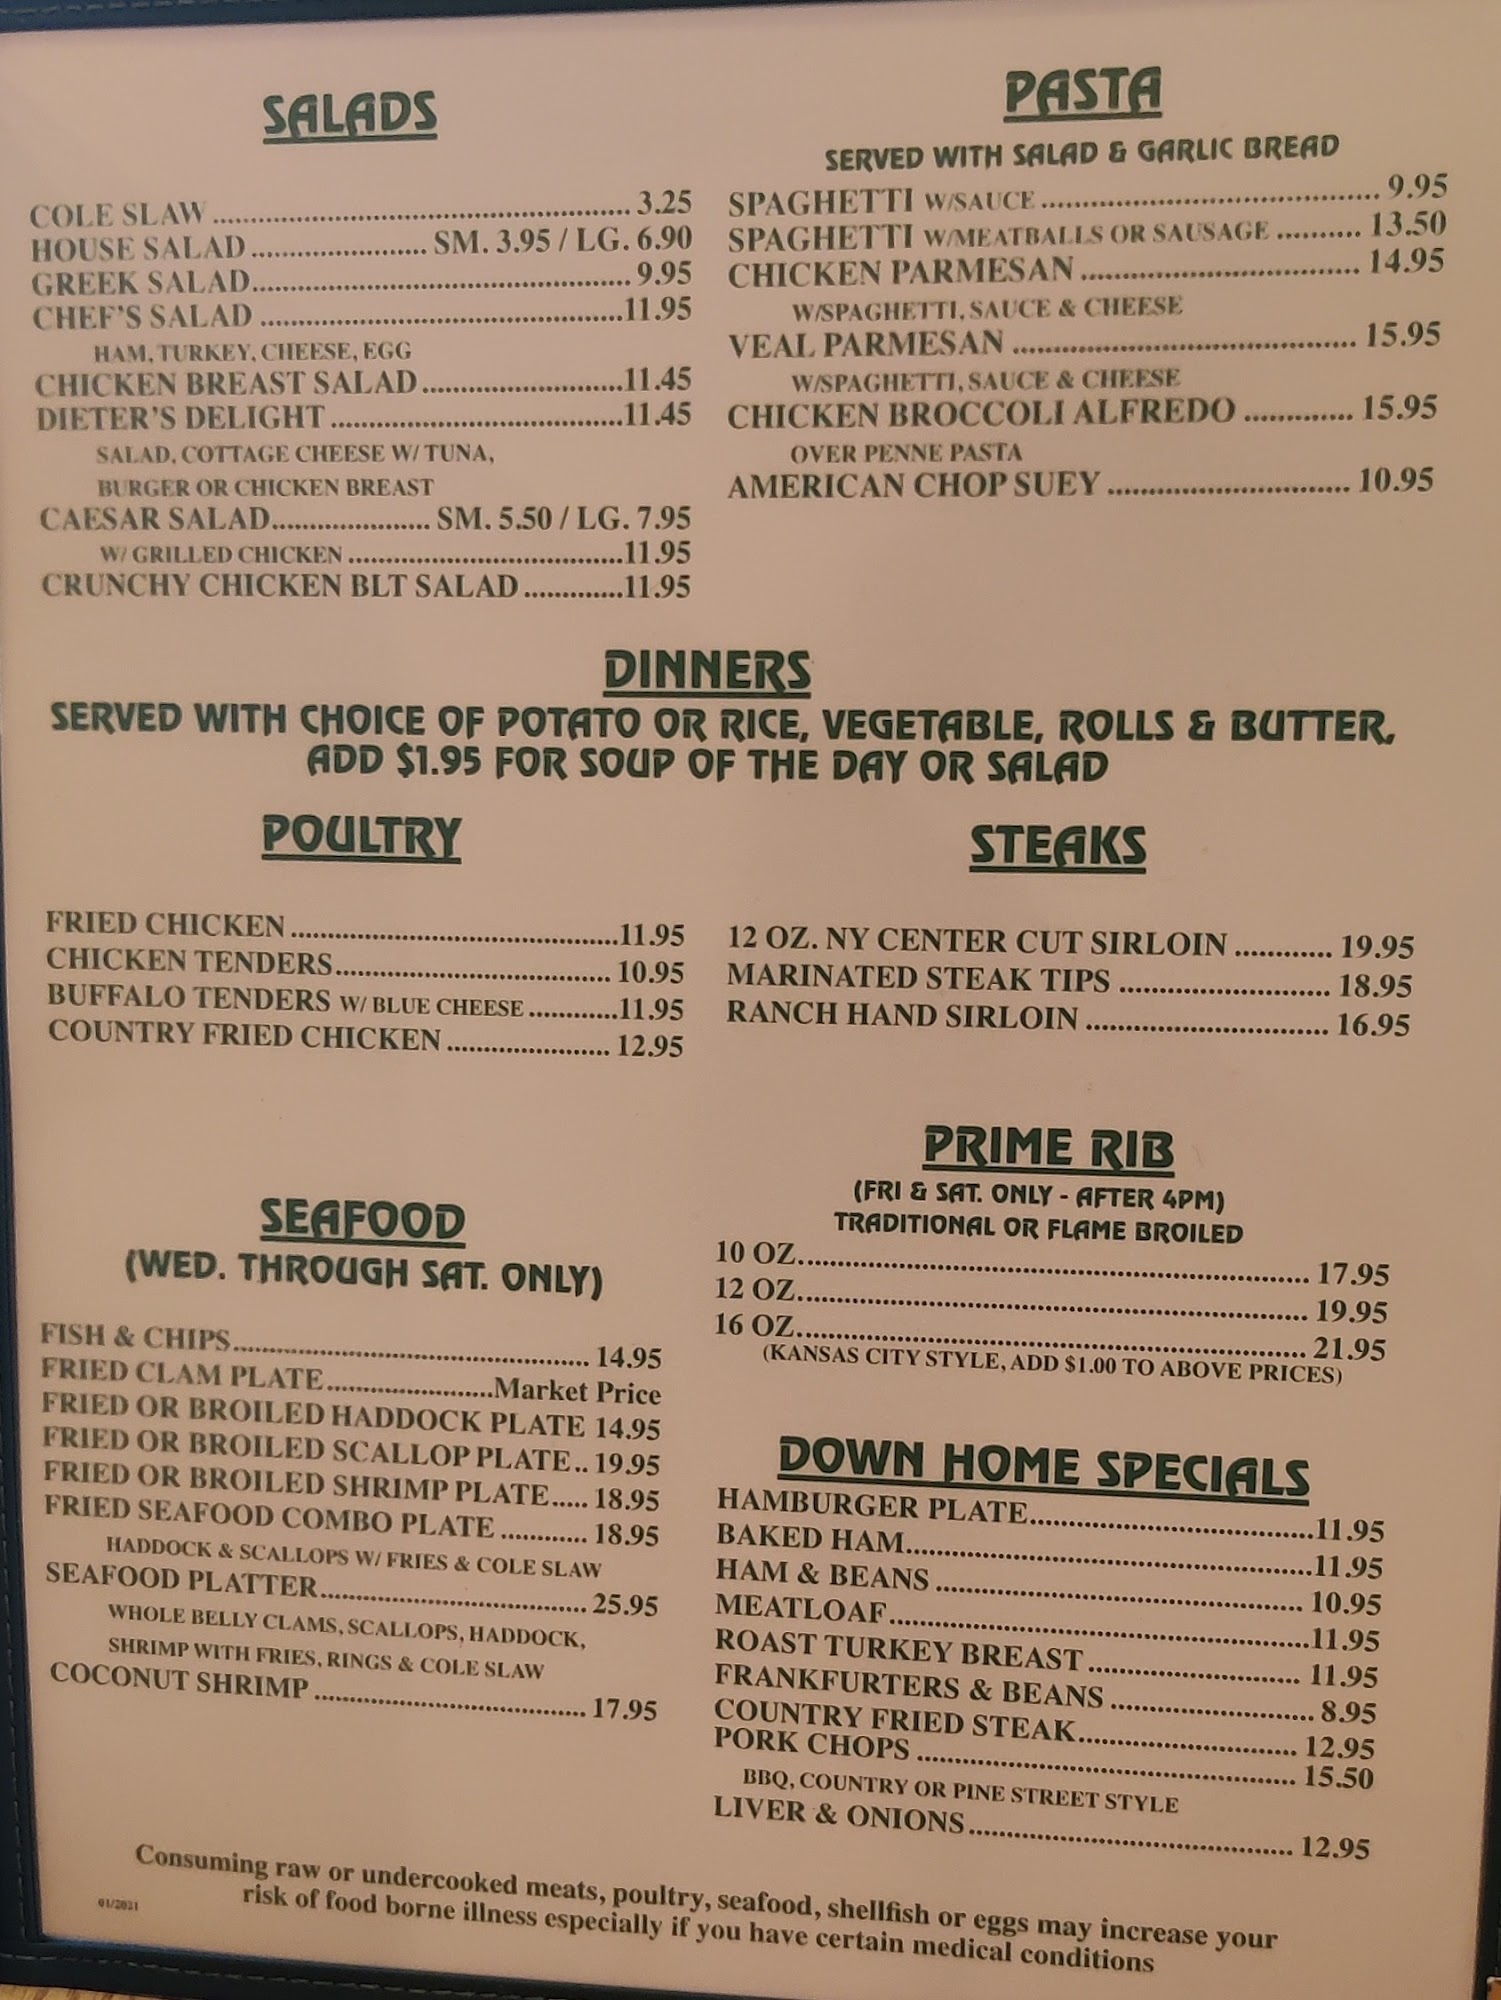 SALADS
COLE SLAW 3.25
HOUSE SALAD SM. 3.95 / LG. 6.90
GREEK SALAD 9.95
CHEF'S SALAD 11.95
HAM, TURKEY, CHEESE, EGG
CHICKEN BREAST SALAD 11.45
DIETER'S DELIGHT 11.45
SALAD, COTTAGE CHEESE W/ TUNA,
BURGER OR CHICKEN BREAST
CAESAR SALAD SM. 5.50 / LG. 7.95
W/ GRILLED CHICKEN 11.95
CRUNCHY CHICKEN BLT SALAD 11.95
PASTA
SERVED WITH SALAD & GARLIC BREAD
SPAGHETTI W/SAUCE 9.95
SPAGHETTI W/MEATBALLS OR SAUSAGE 13.50
CHICKEN PARMESAN 14.95
W/SPAGHETTI, SAUCE & CHEESE
VEAL PARMESAN 15.95
W/SPAGHETTI, SAUCE & CHEESE
CHICKEN BROCCOLI ALFREDO 15.95
OVER PENNE PASTA
AMERICAN CHOP SUEY 10.95
DINNERS
SERVED WITH CHOICE OF POTATO OR RICE, VEGETABLE, ROLLS & BUTTER,
ADD $1.95 FOR SOUP OF THE DAY OR SALAD
POULTRY
FRIED CHICKEN 11.95
CHICKEN TENDERS 10.95
BUFFALO TENDERS W/ BLUE CHEESE 11.95
COUNTRY FRIED CHICKEN 12.95
STEAKS
12 OZ. NY CENTER CUT SIRLOIN 19.95
MARINATED STEAK TIPS 18.95
RANCH HAND SIRLOIN 16.95
SEAFOOD
(WED. THROUGH SAT. ONLY)
FISH & CHIPS 14.95
FRIED CLAM PLATE Market Price
FRIED OR BROILED HADDOCK PLATE 14.95
FRIED OR BROILED SCALLOP PLATE 19.95
FRIED OR BROILED SHRIMP PLATE 18.95
FRIED SEAFOOD COMBO PLATE 18.95
HADDOCK & SCALLOPS W/ FRIES & COLE SLAW
SEAFOOD PLATTER 25.95
WHOLE BELLY CLAMS, SCALLOPS, HADDOCK,
SHRIMP WITH FRIES, RINGS & COLE SLAW
COCONUT SHRIMP 17.95
PRIME RIB
(FRI & SAT. ONLY - AFTER 4PM)
TRADITIONAL OR FLAME BROILED
10 OZ. 17.95
12 OZ. 19.95
16 OZ. 21.95
(KANSAS CITY STYLE, ADD $1.00 TO ABOVE PRICES)
DOWN HOME SPECIALS
HAMBURGER PLATE 11.95
BAKED HAM 11.95
HAM & BEANS 10.95
MEATLOAF 11.95
ROAST TURKEY BREAST 11.95
FRANKFURTERS & BEANS 8.95
COUNTRY FRIED STEAK 12.95
PORK CHOPS 15.50
BBQ, COUNTRY OR PINE STREET STYLE
LIVER & ONIONS 12.95
Consuming raw or undercooked meats, poultry, seafood, shellfish or eggs may increase your
risk of food borne illness especially if you have certain medical conditions
01/2021